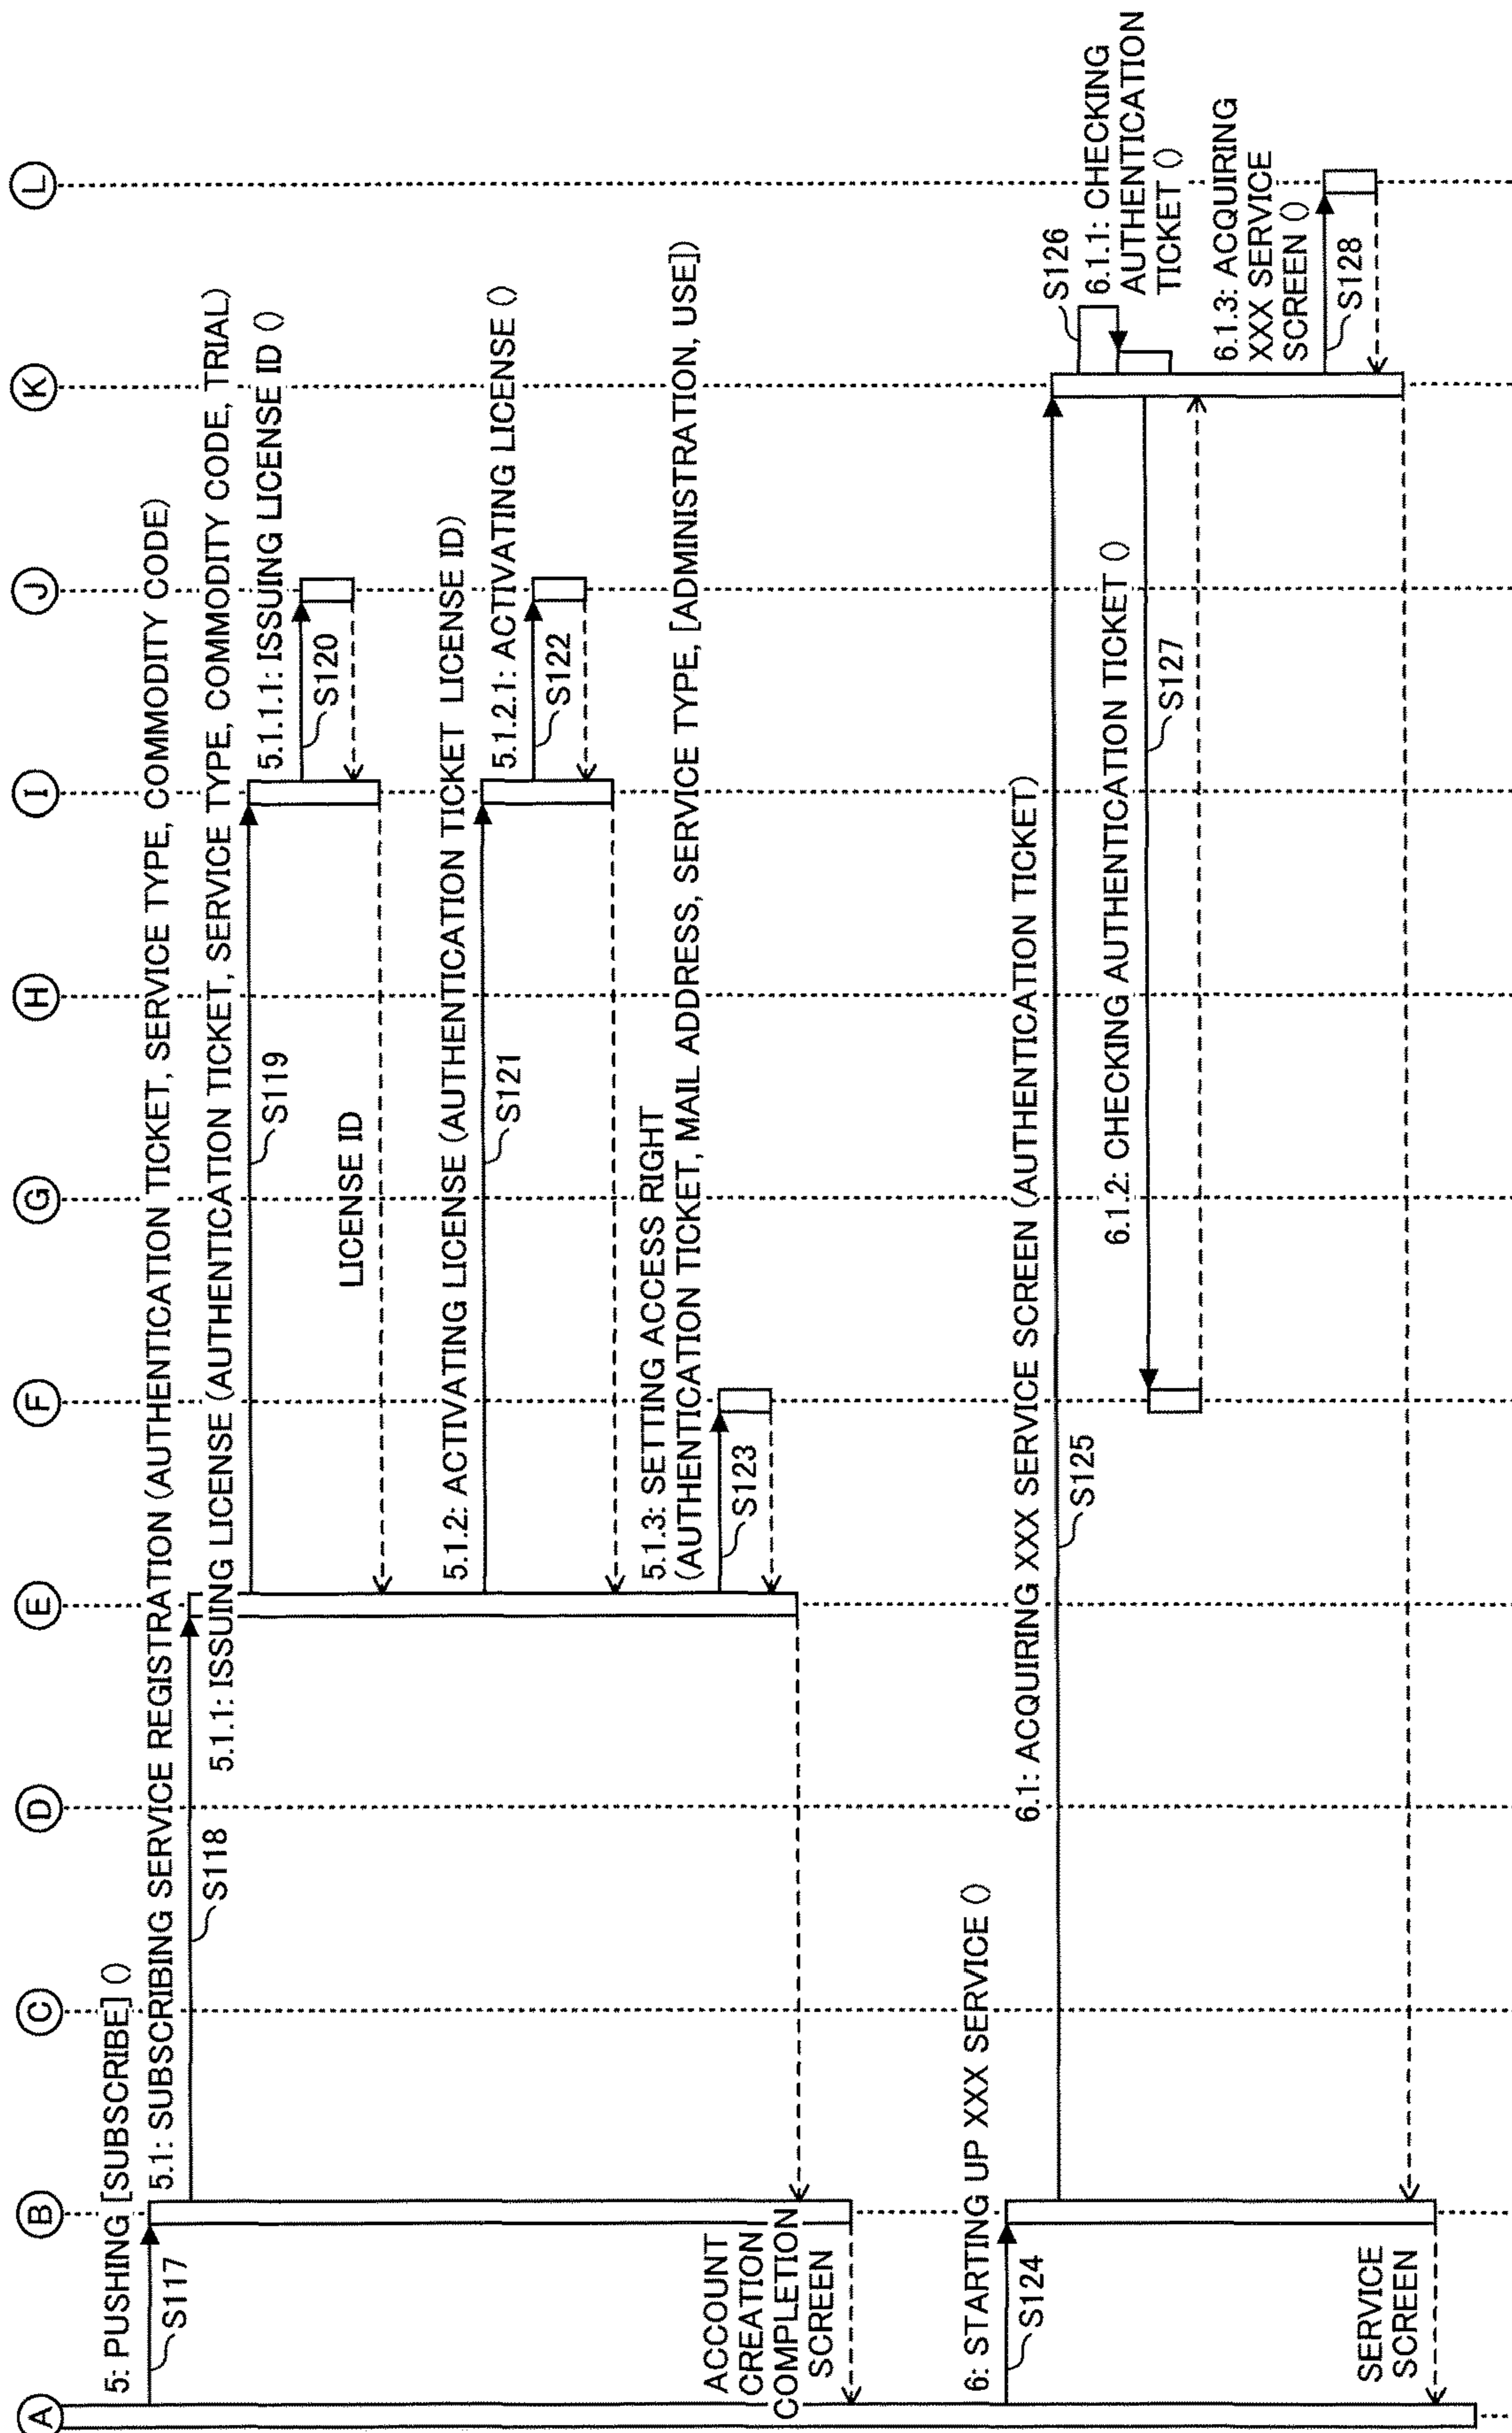 A
B
C
D
E
F
G
H
I
J
K
L
5: PUSHING [SUBSCRIBE] ()
S117
5.1: SUBSCRIBING SERVICE REGISTRATION (AUTHENTICATION TICKET, SERVICE TYPE, COMMODITY CODE)
S118
5.1.1: ISSUING LICENSE (AUTHENTICATION TICKET, SERVICE TYPE, COMMODITY CODE, TRIAL)
S119
5.1.1.1: ISSUING LICENSE ID ()
S120
LICENSE ID
5.1.2: ACTIVATING LICENSE (AUTHENTICATION TICKET LICENSE ID)
S121
5.1.2.1: ACTIVATING LICENSE ()
S122
5.1.3: SETTING ACCESS RIGHT
(AUTHENTICATION TICKET, MAIL ADDRESS, SERVICE TYPE, [ADMINISTRATION, USE])
S123
ACCOUNT
CREATION
COMPLETION
SCREEN
6: STARTING UP XXX SERVICE ()
S124
6.1: ACQUIRING XXX SERVICE SCREEN (AUTHENTICATION TICKET)
S125
S126
6.1.1: CHECKING
AUTHENTICATION
TICKET ()
6.1.2: CHECKING AUTHENTICATION TICKET ()
S127
6.1.3: ACQUIRING
XXX SERVICE
SCREEN ()
S128
SERVICE
SCREEN